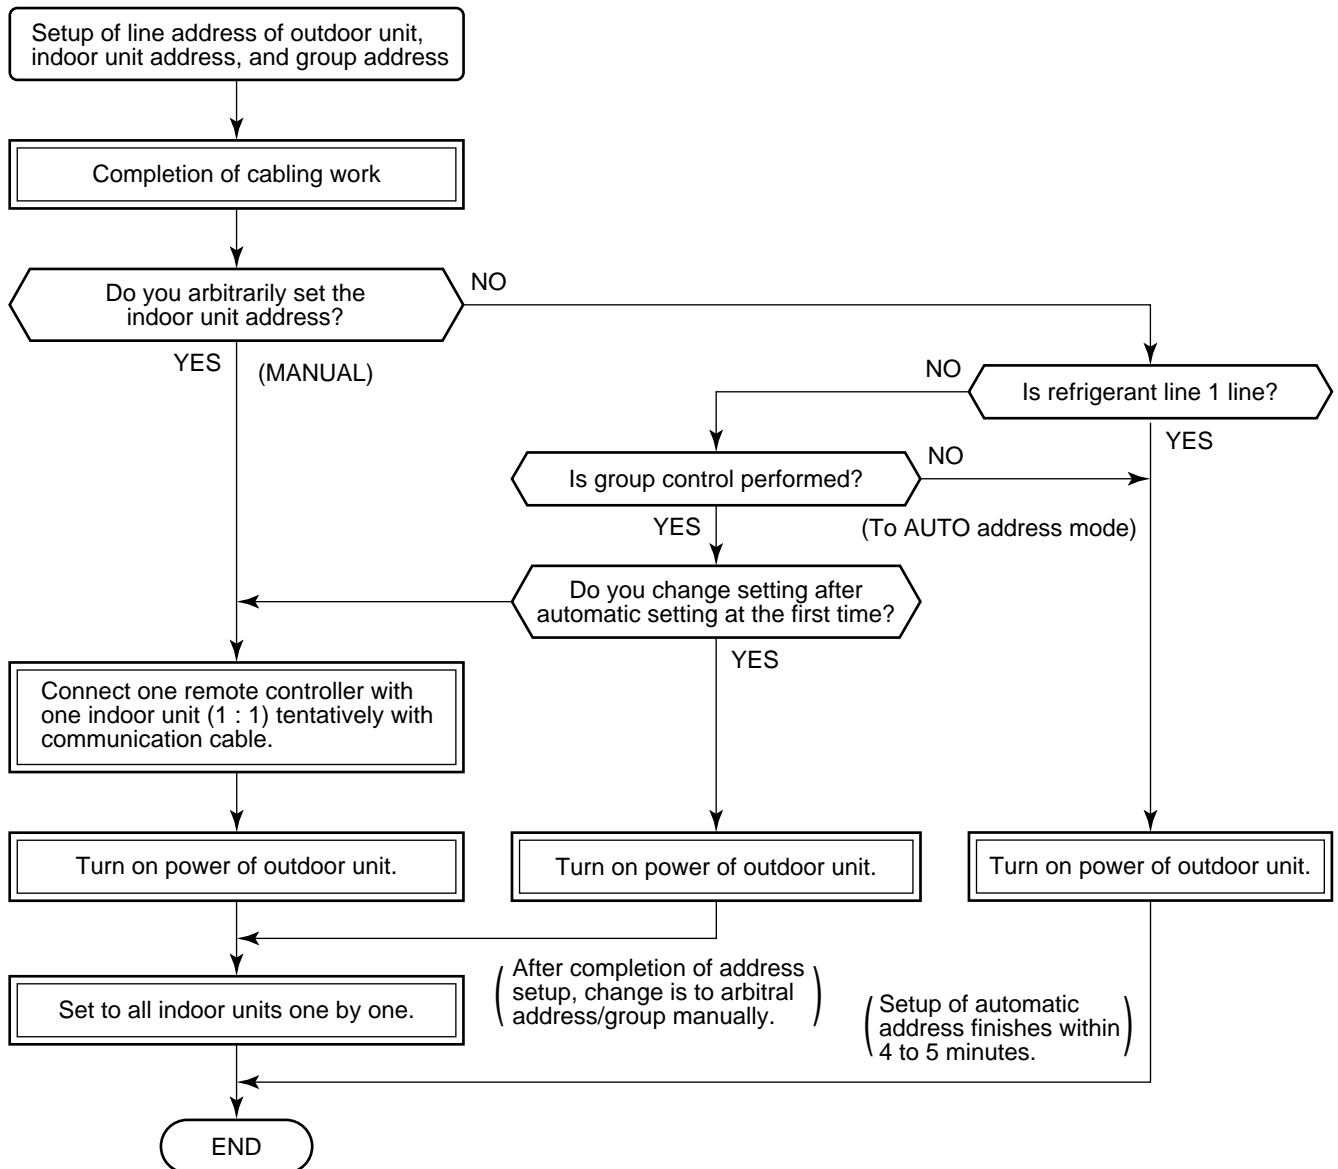 Setup of line address of outdoor unit,
indoor unit address, and group address
Completion of cabling work
Do you arbitrarily set the
indoor unit address?
NO
YES
(MANUAL)
NO
Is refrigerant line 1 line?
YES
Is group control performed?
NO
YES
(To AUTO address mode)
Do you change setting after
automatic setting at the first time?
YES
Connect one remote controller with
one indoor unit (1 : 1) tentatively with
communication cable.
Turn on power of outdoor unit.
Turn on power of outdoor unit.
Turn on power of outdoor unit.
(After completion of address
setup, change is to arbitral
address/group manually.)
(Setup of automatic
address finishes within
4 to 5 minutes.)
Set to all indoor units one by one.
END